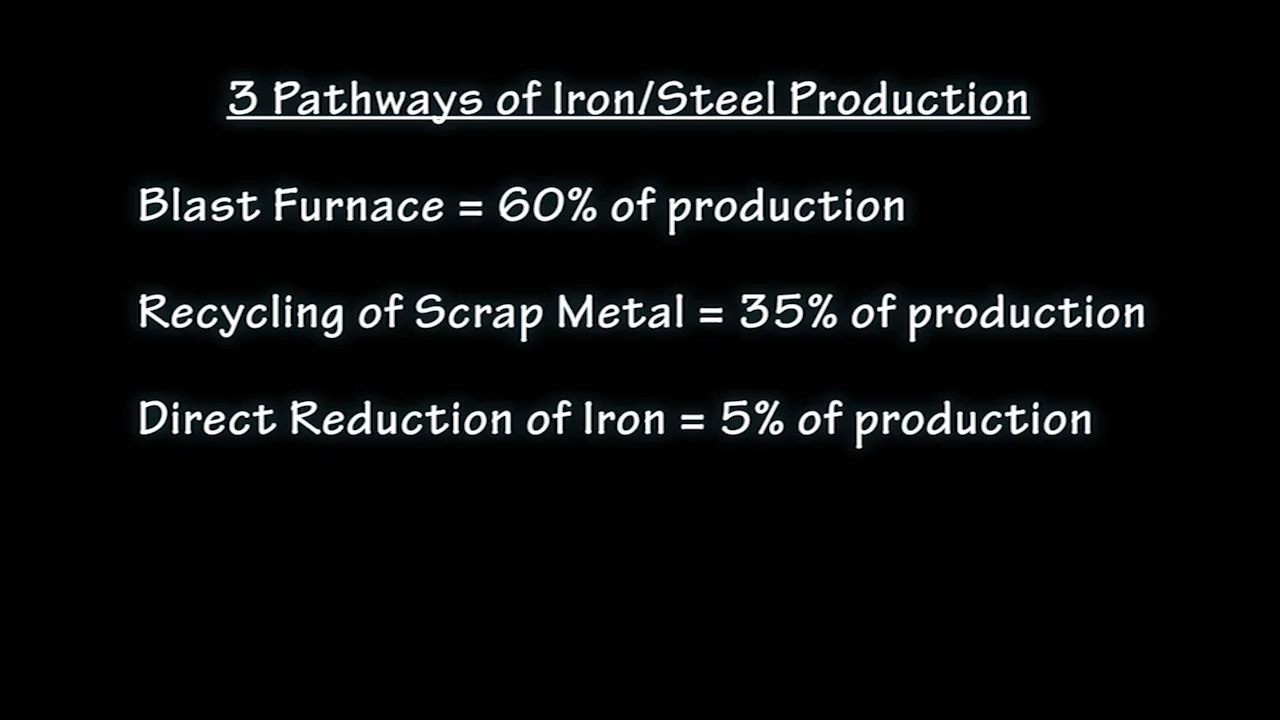 3 Pathways of Iron/Steel Production
Blast Furnace = 60% of production
Recycling of Scrap Metal = 35% of production
Direct Reduction of Iron = 5% of production